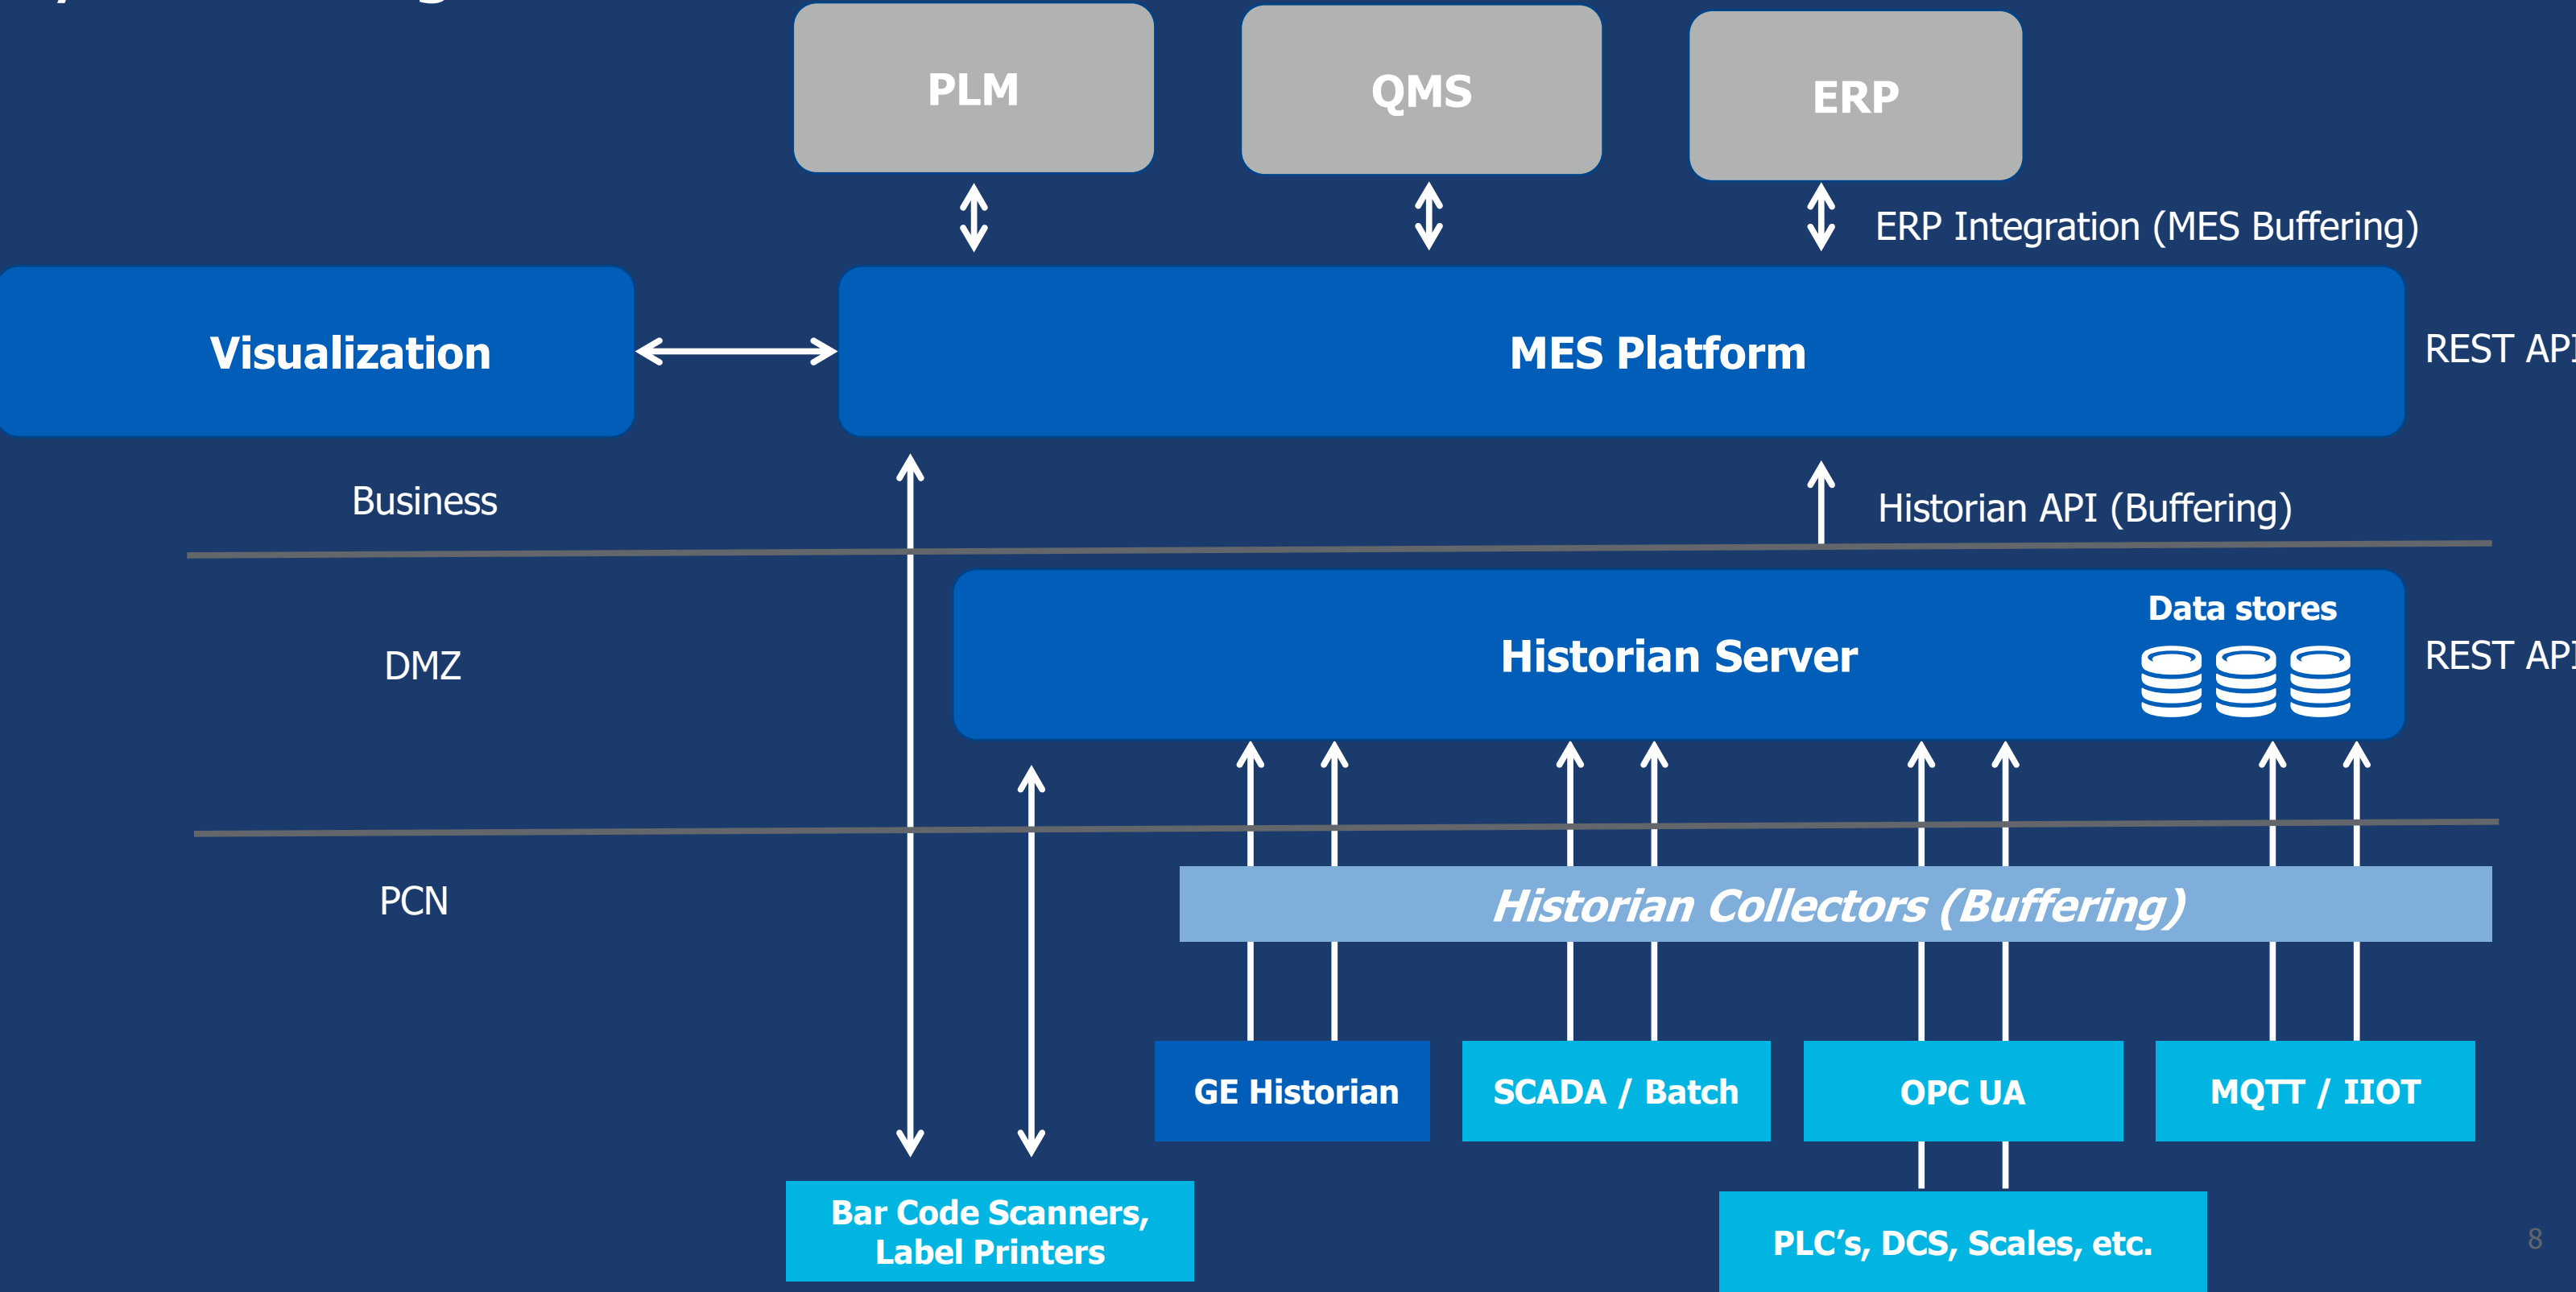 PLM
QMS
ERP
ERP Integration (MES Buffering)
Visualization
MES Platform
REST API
Business
Historian API (Buffering)
Data stores
DMZ
Historian Server
REST API
PCN
Historian Collectors (Buffering)
GE Historian
SCADA / Batch
OPC UA
MQTT / IIOT
Bar Code Scanners,
Label Printers
PLC’s, DCS, Scales, etc.
8